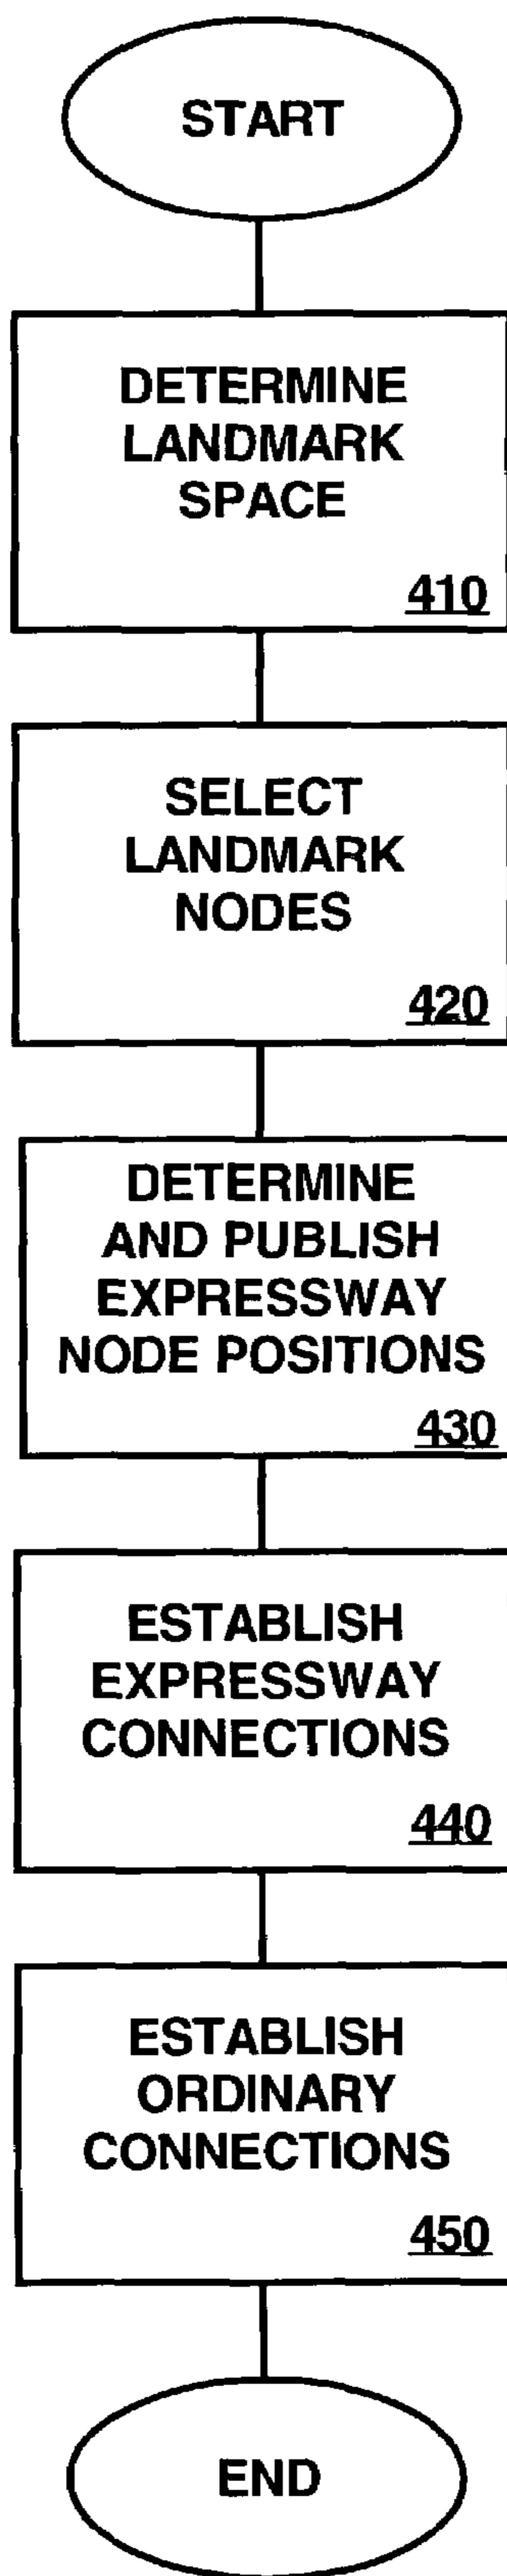 START
DETERMINE
LANDMARK
SPACE
410
SELECT
LANDMARK
NODES
420
DETERMINE
AND PUBLISH
EXPRESSWAY
NODE POSITIONS
430
ESTABLISH
EXPRESSWAY
CONNECTIONS
440
ESTABLISH
ORDINARY
CONNECTIONS
450
END